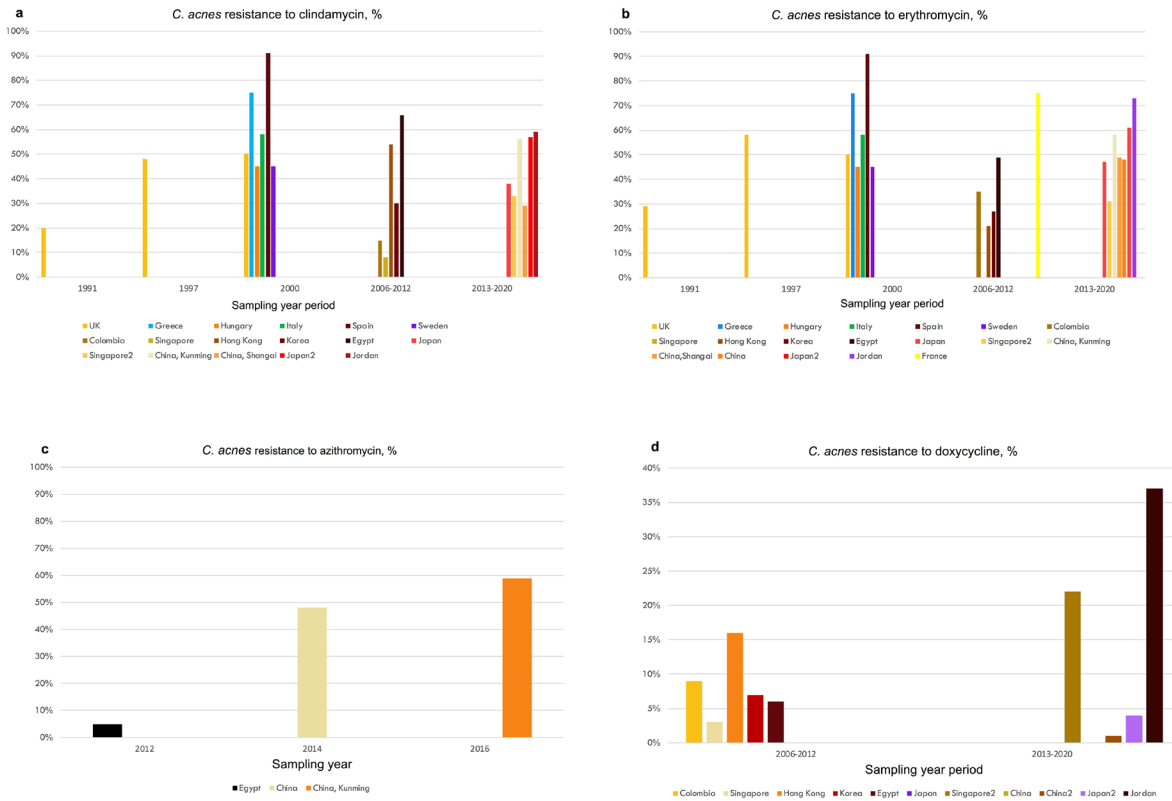 a
C. acnes resistance to clindamycin, %
100%
90%
80%
70%
60%
50%
40%
30%
20%
10%
0%
1991 1997 2000 2006-2012 2013-2020
Sampling year period
UK Greece Hungary Italy Spain Sweden
Colombia Singapore Hong Kong Korea Egypt Japan
Singapore2 China, Kunming China, Shangai Japan2 Jordan
b
C. acnes resistance to erythromycin, %
100%
90%
80%
70%
60%
50%
40%
30%
20%
10%
0%
1991 1997 2000 2006-2012 2013-2020
Sampling year period
UK Greece Hungary Italy Spain Sweden Colombia
Singapore Hong Kong Korea Egypt Japan Singapore2 China, Kunming
China,Shangai China Japan2 Jordan France
c
C. acnes resistance to azithromycin, %
100%
90%
80%
70%
60%
50%
40%
30%
20%
10%
0%
2012 2014 2016
Sampling year
Egypt China China, Kunming
d
C. acnes resistance to doxycycline, %
40%
35%
30%
25%
20%
15%
10%
5%
0%
2006-2012 2013-2020
Sampling year period
Colombia Singapore Hong Kong Korea Egypt Japan Singapore2 China China2 Japan2 Jordan